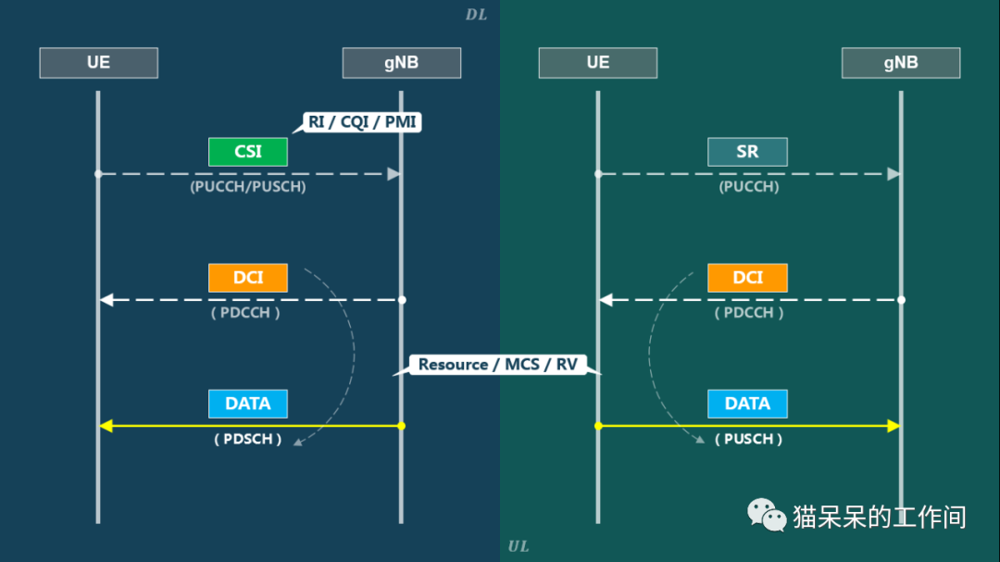 DL
UE
gNB
RI / CQI / PMI
CSI
(PUCCH/PUSCH)
DCI
( PDCCH )
Resource / MCS / RV
DATA
( PDSCH )
UE
gNB
SR
(PUCCH)
DCI
( PDCCH )
DATA
( PUSCH )
猫呆呆的工作间
UL